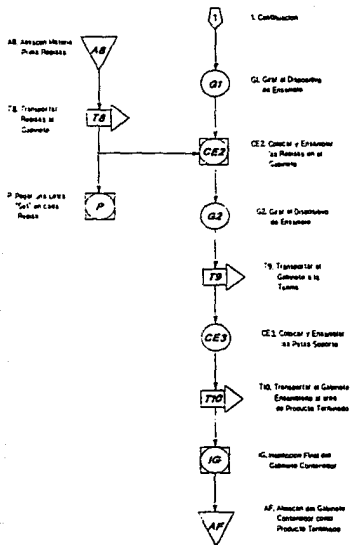 1
1. Continuacion
A8. Almacen Materia
Prima Repisas
A8
G1
G1. Girar el Dispositivo
de Ensamble
T8. Transportar
Repisas al
Gabinete
T8
CE2
CE2. Colocar y Ensamblar
las Repisas en el
Gabinete
P. Pegar una
en cada
Repisa
P
G2
G2. Girar el Dispositivo
de Ensamble
T9
T9. Transportar el
Gabinete a la
Tarima
CE3
CE3. Colocar y Ensamblar
las Patas Soporte
T10
T10. Transportar el Gabinete
Ensamblado al area
de Producto Terminado
IG
IG. Inspeccion Final del
Gabinete Contenedor
AF
AF. Almacen del Gabinete
Contenedor como
Producto Terminado